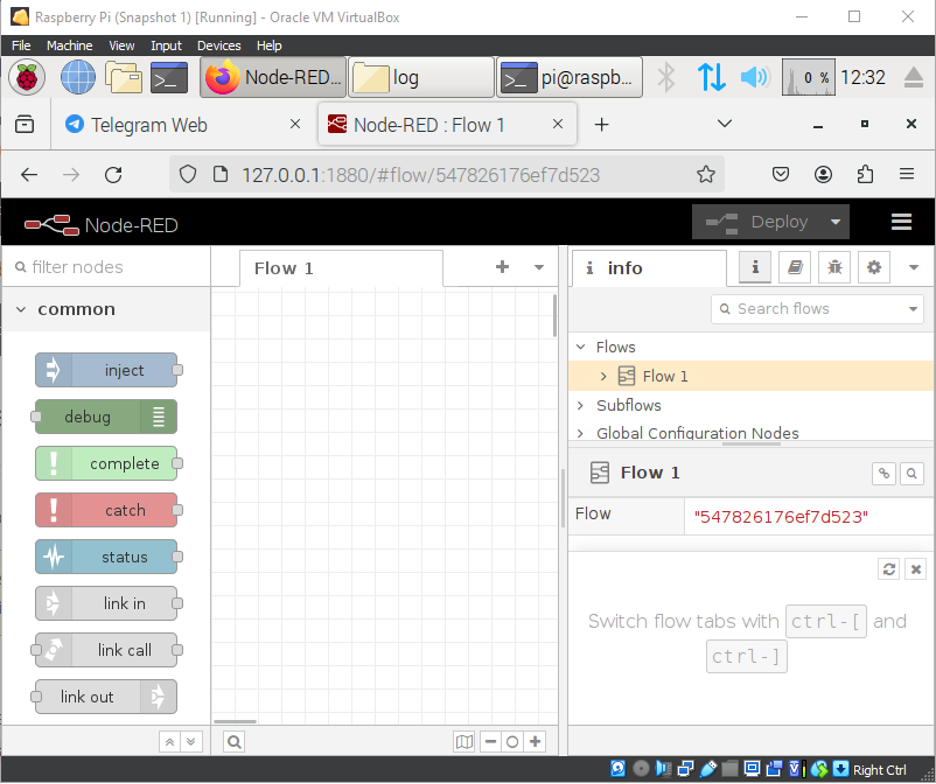 Raspberry Pi (Snapshot 1) [Running] - Oracle VM VirtualBox
File Machine View Input Devices Help
Node-RED... log pi@raspb... 0 % 12:32
Telegram Web Node-RED : Flow 1
127.0.0.1:1880/#flow/547826176ef7d523
Node-RED Deploy
filter nodes Flow 1 info
common
Search flows
Flows
inject
Flow 1
debug
Subflows
Global Configuration Nodes
complete
Flow 1
catch
Flow "547826176ef7d523"
status
link in
Switch flow tabs with ctrl-[ and
ctrl-]
link call
link out
Right Ctrl